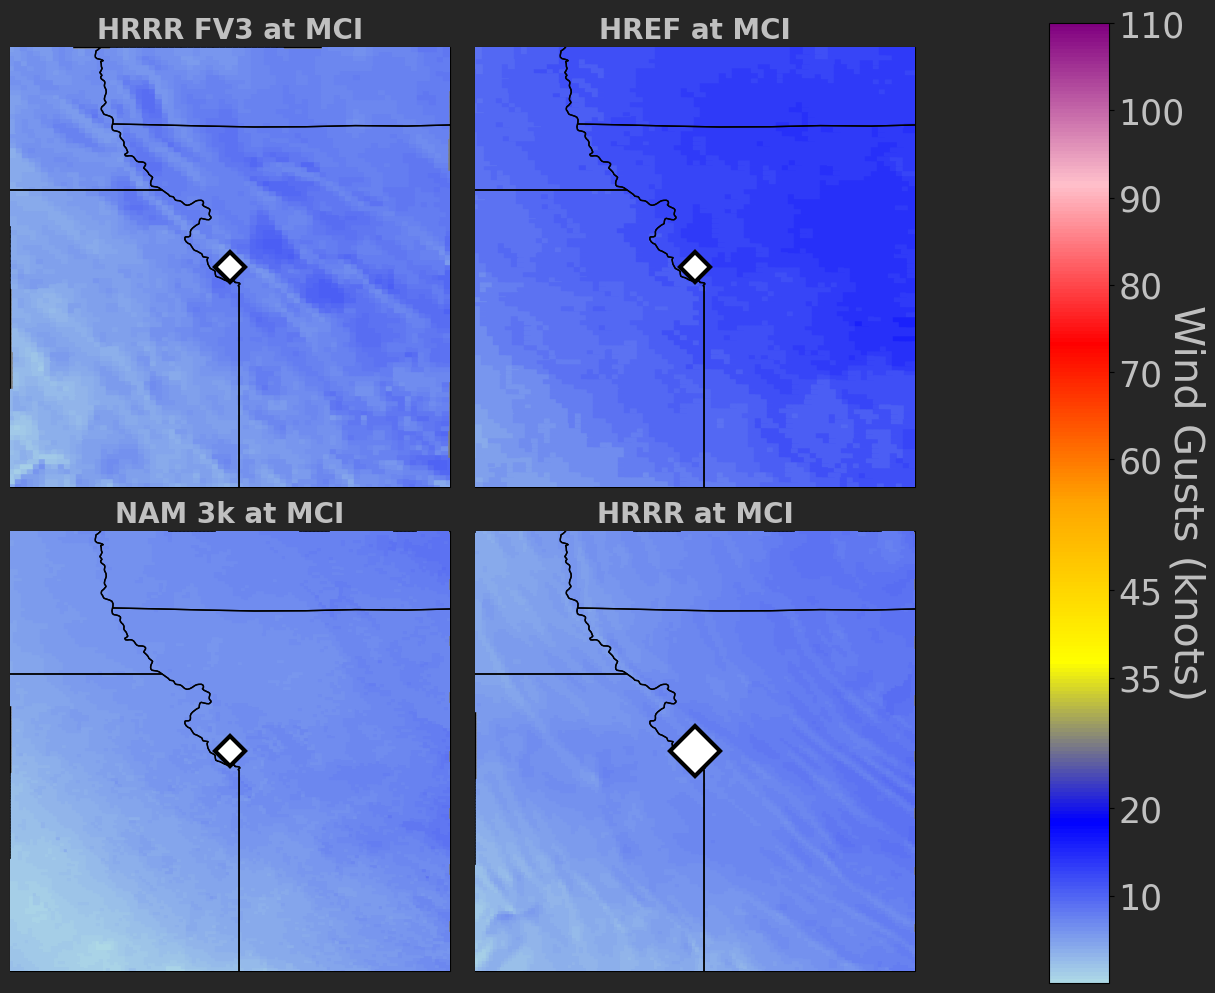 HRRR FV3 at MCI
HREF at MCI
NAM 3k at MCI
HRRR at MCI
110
100
90
80
70
60
45
35
20
10
Wind Gusts (knots)